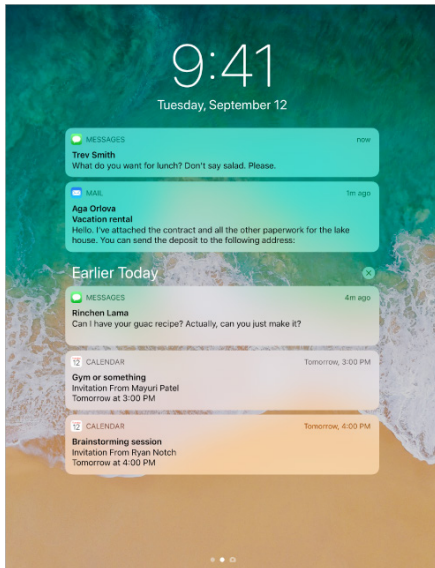 9:41
Tuesday, September 12
MESSAGES now
Trev Smith
What do you want for lunch? Don't say salad. Please.
MAIL 1m ago
Aga Orlova
Vacation rental
Hello. I've attached the contract and all the other paperwork for the lake
house. You can send the deposit to the following address:
Earlier Today
MESSAGES 4m ago
Rinchen Lama
Can I have your guac recipe? Actually, can you just make it?
12 CALENDAR Tomorrow, 3:00 PM
Gym or something
Invitation From Mayuri Patel
Tomorrow at 3:00 PM
12 CALENDAR Tomorrow, 4:00 PM
Brainstorming session
Invitation From Ryan Notch
Tomorrow at 4:00 PM